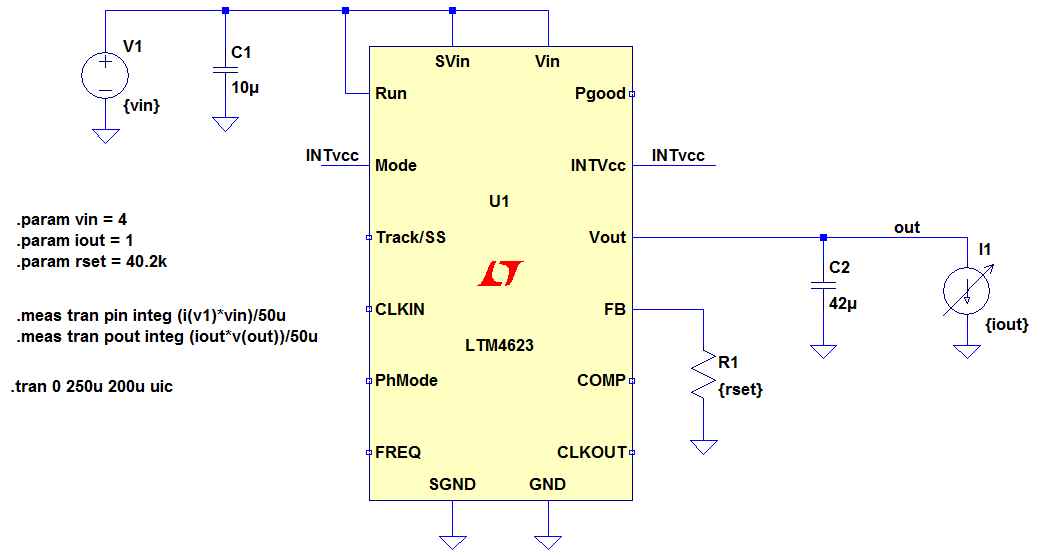 V1
{vin}
C1
10µ
SVin
Vin
Run
Pgood
INTvcc
Mode
INTVcc
INTvcc
U1
.param vin = 4
.param iout = 1
.param rset = 40.2k
Track/SS
Vout
out
I1
C2
42µ
{iout}
.meas tran pin integ (i(v1)*vin)/50u
.meas tran pout integ (iout*v(out))/50u
CLKIN
FB
LTM4623
R1
{rset}
.tran 0 250u 200u uic
PhMode
COMP
FREQ
CLKOUT
SGND
GND